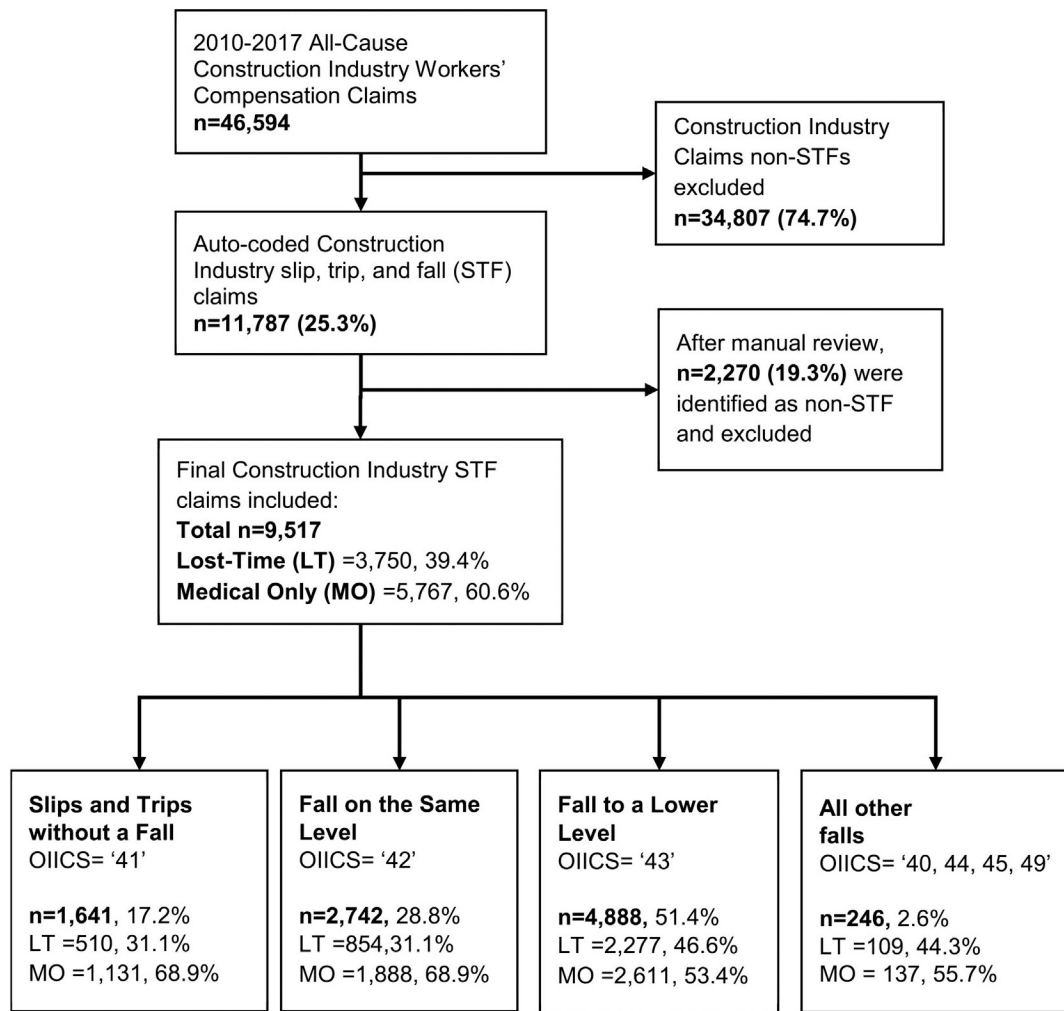 2010-2017 All-Cause
Construction Industry Workers’
Compensation Claims
n=46,594
Construction Industry
Claims non-STFs
excluded
n=34,807 (74.7%)
Auto-coded Construction
Industry slip, trip, and fall (STF)
claims
n=11,787 (25.3%)
After manual review,
n=2,270 (19.3%) were
identified as non-STF
and excluded
Final Construction Industry STF
claims included:
Total n=9,517
Lost-Time (LT) =3,750, 39.4%
Medical Only (MO) =5,767, 60.6%
Slips and Trips
without a Fall
OIICS= ‘41’
n=1,641, 17.2%
LT =510, 31.1%
MO =1,131, 68.9%
Fall on the Same
Level
OIICS= ‘42’
n=2,742, 28.8%
LT =854,31.1%
MO =1,888, 68.9%
Fall to a Lower
Level
OIICS= ‘43’
n=4,888, 51.4%
LT =2,277, 46.6%
MO =2,611, 53.4%
All other
falls
OIICS= ‘40, 44, 45, 49’
n=246, 2.6%
LT =109, 44.3%
MO = 137, 55.7%